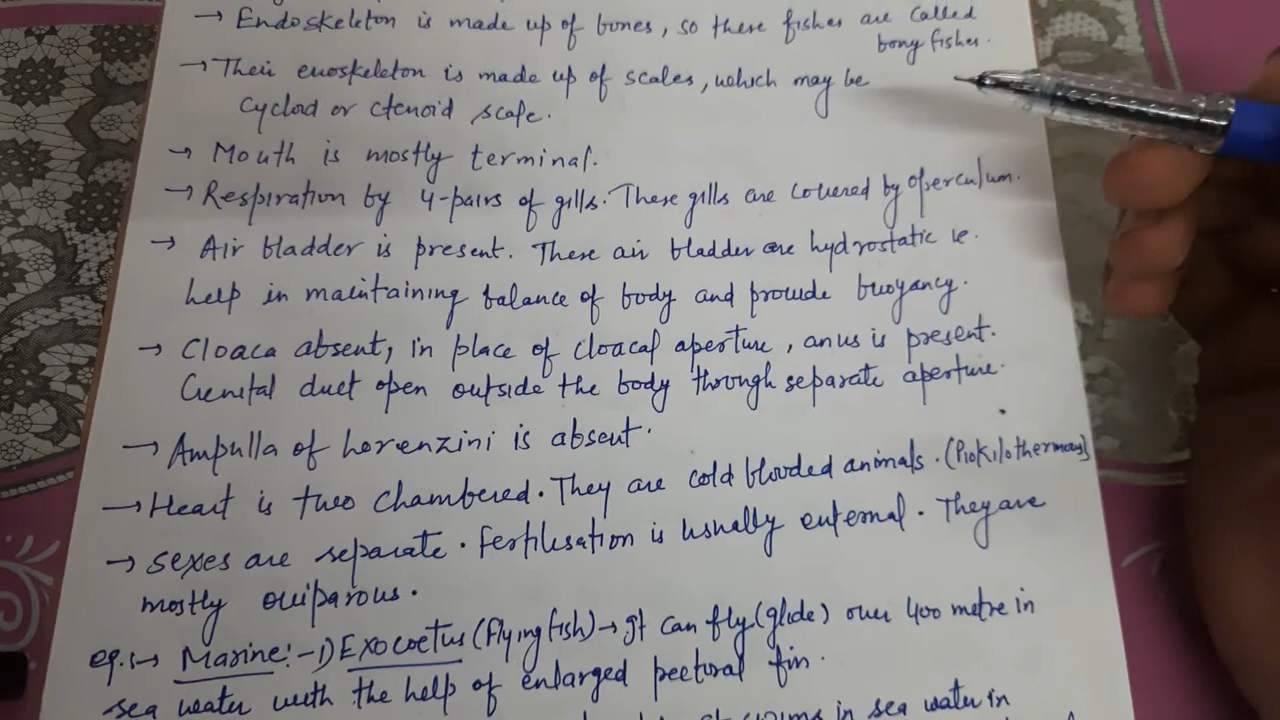 → Endoskeleton is made up of bones, so these fishes are called
bony fishes.
→ Their exoskeleton is made up of scales, which may be
Cycloid or Ctenoid scale.
→ Mouth is mostly terminal.
→ Respiration by 4-pairs of gills. These gills are covered by operculum.
→ Air bladder is present. These air bladder are hydrostatic ie.
help in maintaining balance of body and provide buoyancy.
→ Cloaca absent, in place of cloacal aperture, anus is present.
Genital duct open outside the body through separate aperture.
→ Ampulla of Lorenzini is absent.
→ Heart is two chambered. They are cold blooded animals. (Piokilothermous)
→ sexes are separate. Fertilisation is usually external. They are
mostly oviparous.
eg.:→ Marine:-1) Exocoetus (Flying fish) → It can fly (glide) over 400 metre in
sea water with the help of enlarged pectoral fin.
in sea water in